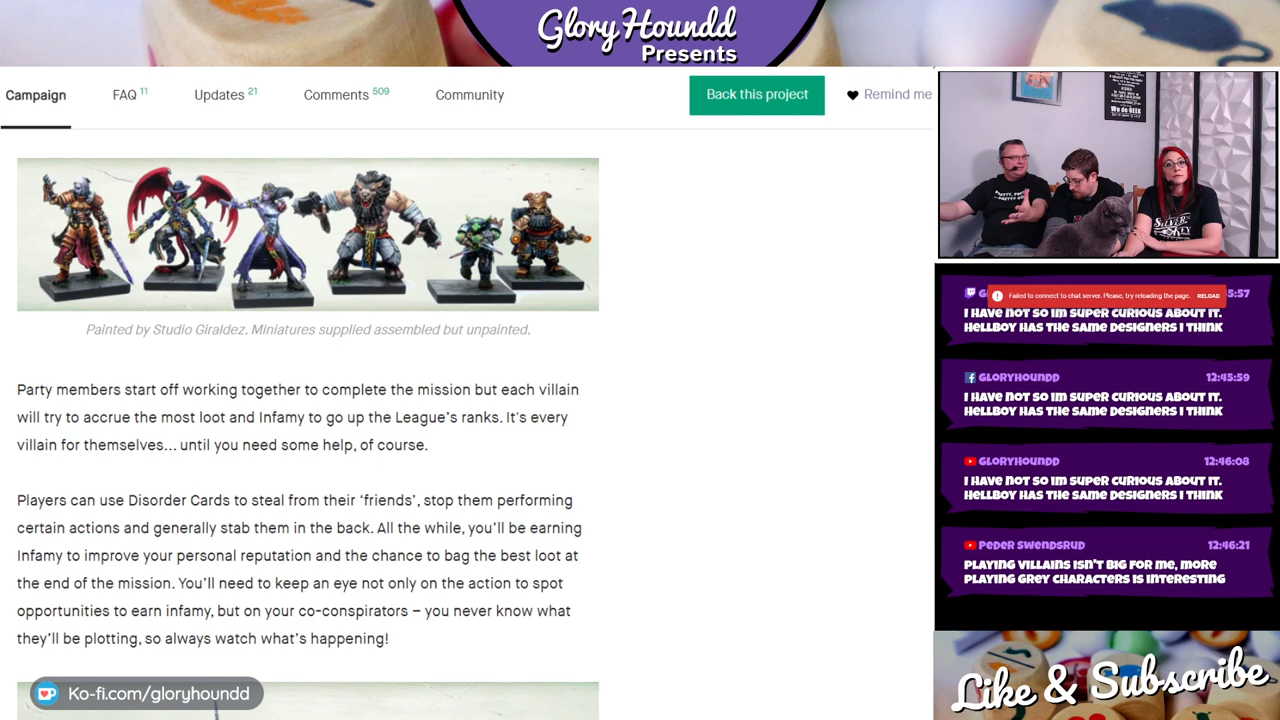 GloryHoundd
Presents
Campaign
FAQ 11
Updates 21
Comments 509
Community
Back this project
Remind me
Painted by Studio Giraldez. Miniatures supplied assembled but unpainted.
Party members start off working together to complete the mission but each villain
will try to accrue the most loot and Infamy to go up the League's ranks. It's every
villain for themselves... until you need some help, of course.
Players can use Disorder Cards to steal from their 'friends', stop them performing
certain actions and generally stab them in the back. All the while, you'll be earning
Infamy to improve your personal reputation and the chance to bag the best loot at
the end of the mission. You'll need to keep an eye not only on the action to spot
opportunities to earn infamy, but on your co-conspirators – you never know what
they'll be plotting, so always watch what's happening!
Ko-fi.com/gloryhoundd
We do GEEK
SILVER
KEY
G
5:57
Failed to connect to chat server. Please, try reloading the page. RELOAD
I HAVE NOT SO IM SUPER CURIOUS ABOUT IT.
HELLBOY HAS THE SAME DESIGNERS I THINK
GLORYHOUNDD 12:45:59
I HAVE NOT SO IM SUPER CURIOUS ABOUT IT.
HELLBOY HAS THE SAME DESIGNERS I THINK
GLORYHOUNDD 12:46:08
I HAVE NOT SO IM SUPER CURIOUS ABOUT IT.
HELLBOY HAS THE SAME DESIGNERS I THINK
PEDER SWENDSRUD 12:46:21
PLAYING VILLAINS ISN'T BIG FOR ME, MORE
PLAYING GREY CHARACTERS IS INTERESTING
Like & Subscribe